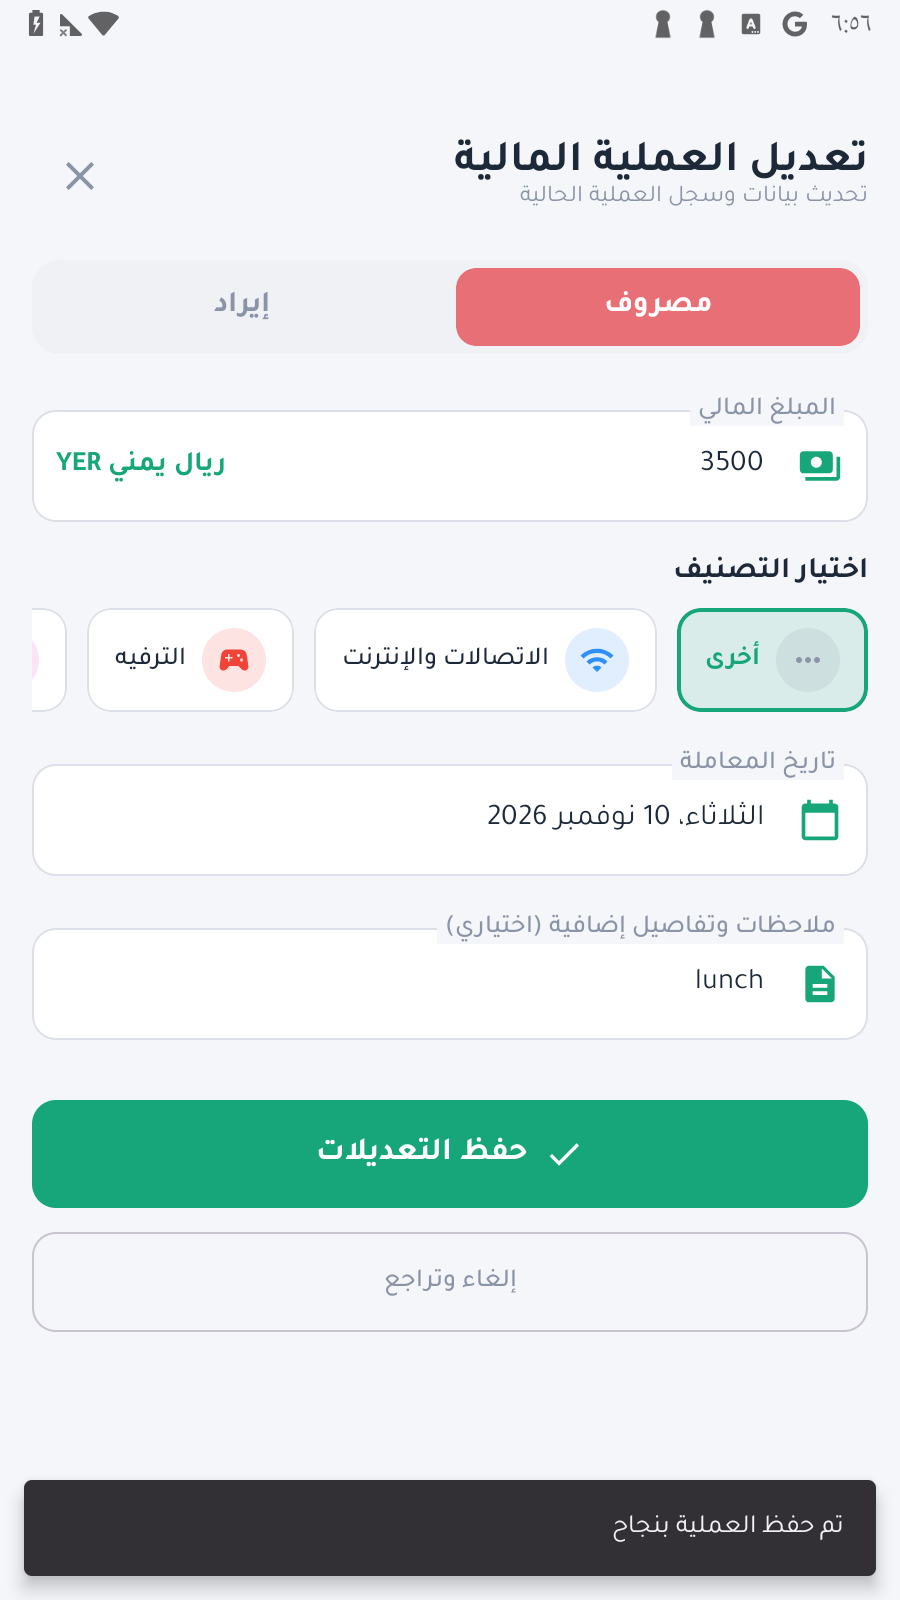 ٦:٥٦
تعديل العملية المالية
تحديث بيانات وسجل العملية الحالية
مصروف
إيراد
المبلغ المالي
3500
ريال يمني YER
اختيار التصنيف
أخرى
الاتصالات والإنترنت
الترفيه
تاريخ المعاملة
الثلاثاء، 10 نوفمبر 2026
ملاحظات وتفاصيل إضافية (اختياري)
lunch
حفظ التعديلات
إلغاء وتراجع
تم حفظ العملية بنجاح